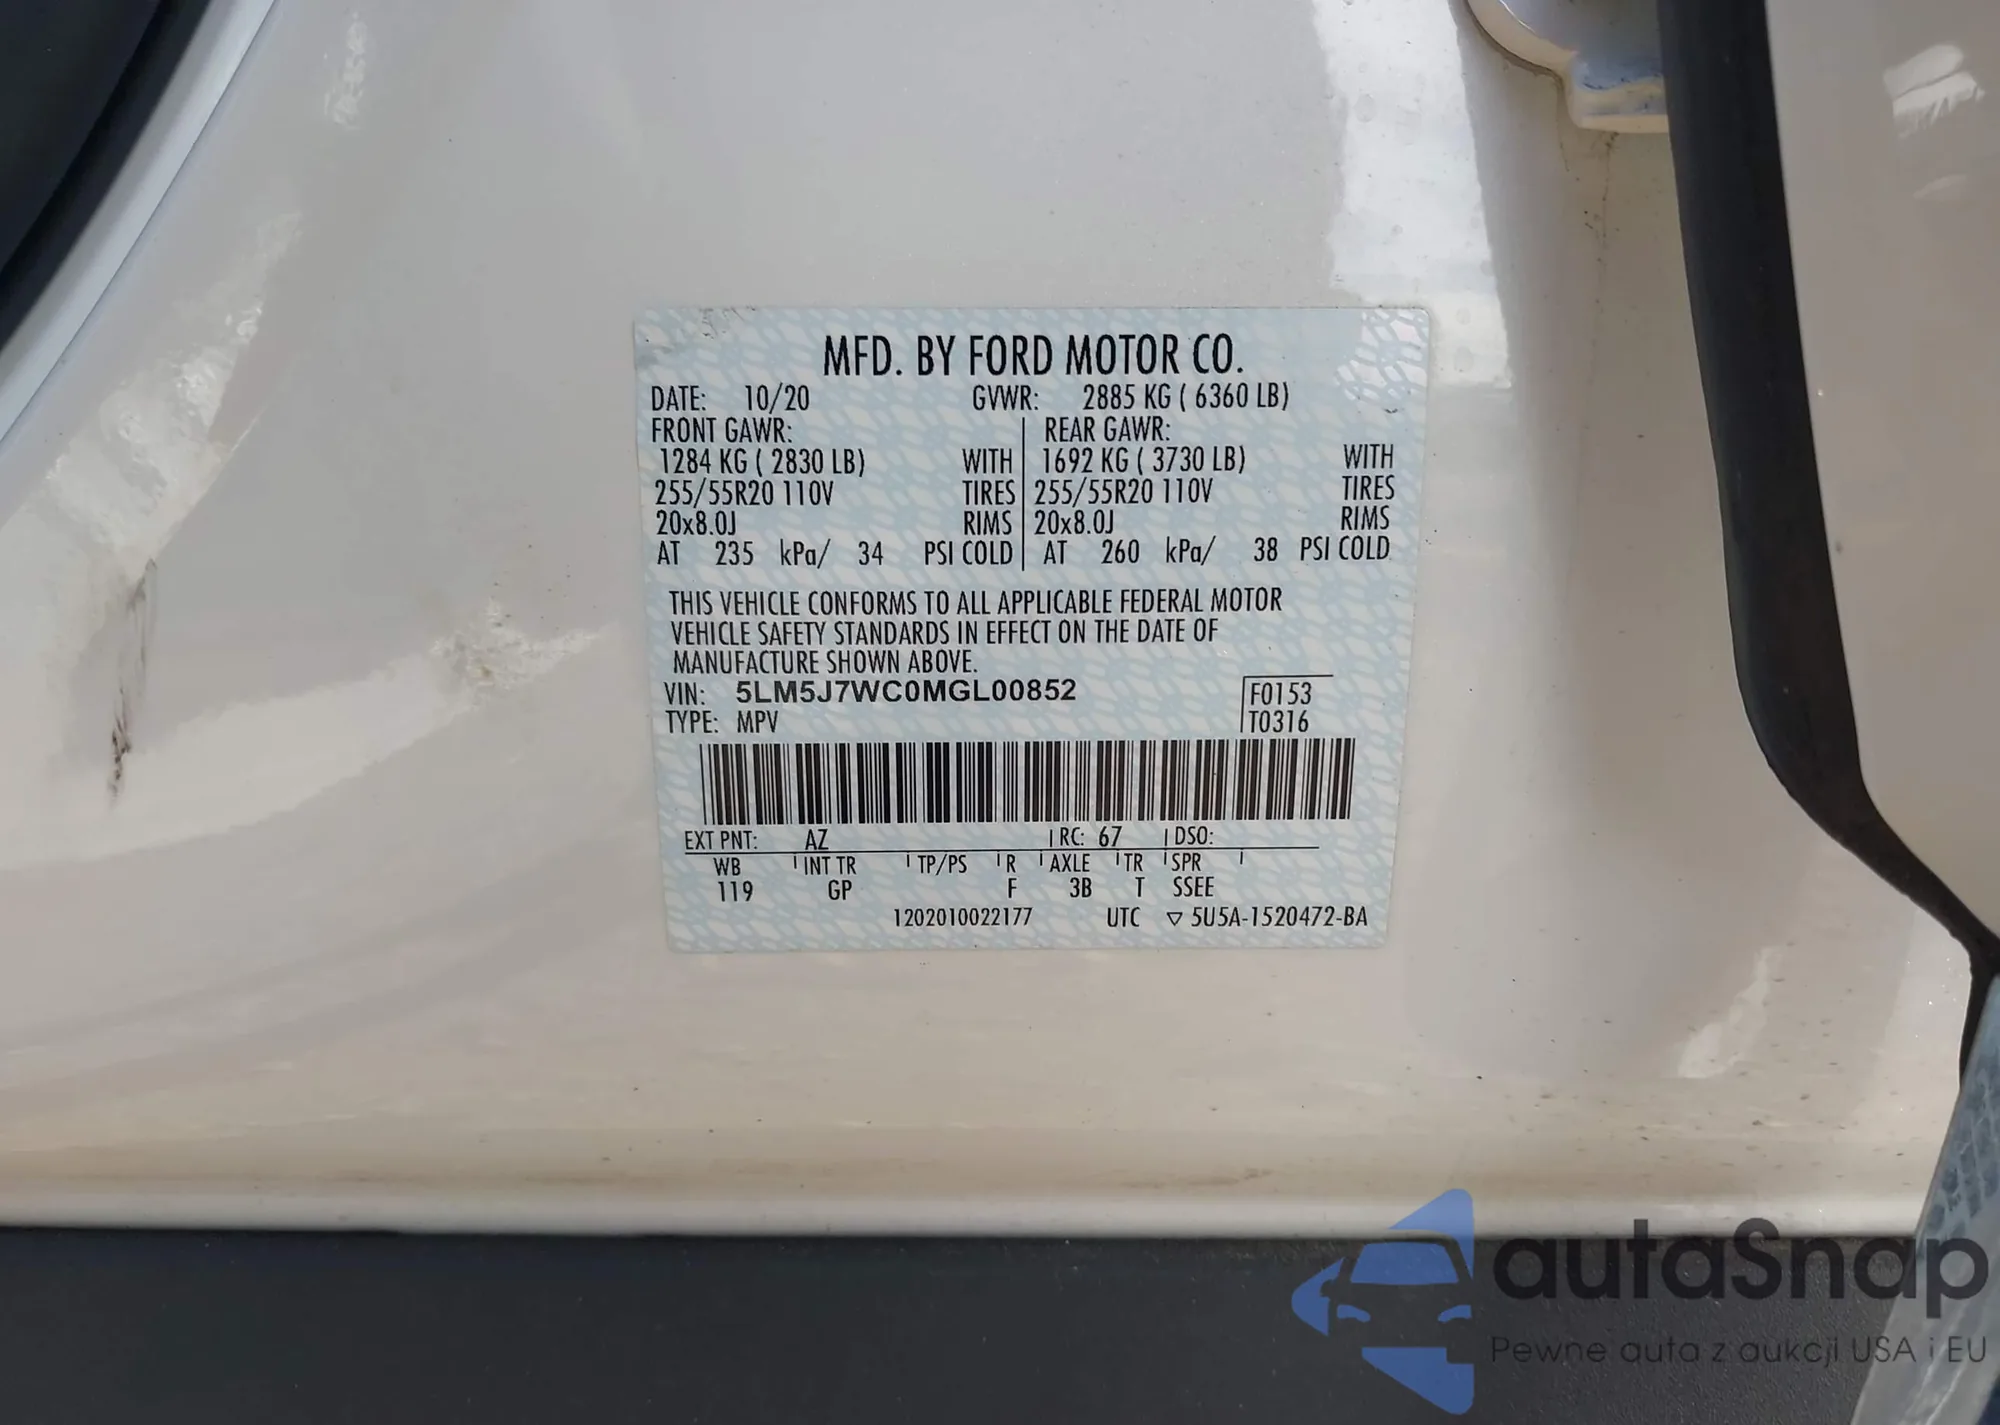 MFD. BY FORD MOTOR CO.
DATE: 10/20 GVWR: 2885 KG ( 6360 LB)
FRONT GAWR: REAR GAWR:
1284 KG ( 2830 LB) WITH 1692 KG ( 3730 LB) WITH
255/55R20 110V TIRES 255/55R20 110V TIRES
20x8.0J RIMS 20x8.0J RIMS
AT 235 kPa/ 34 PSI COLD AT 260 kPa/ 38 PSI COLD
THIS VEHICLE CONFORMS TO ALL APPLICABLE FEDERAL MOTOR
VEHICLE SAFETY STANDARDS IN EFFECT ON THE DATE OF
MANUFACTURE SHOWN ABOVE.
VIN: 5LM5J7WC0MGL00852 F0153
TYPE: MPV T0316
EXT PNT: AZ RC: 67 DSO:
WB INT TR TP/PS R AXLE TR SPR
119 GP F 3B T SSEE
1202010022177 UTC ▽ 5U5A-1520472-BA
autoSnap
Pewne auta z aukcji USA i EU